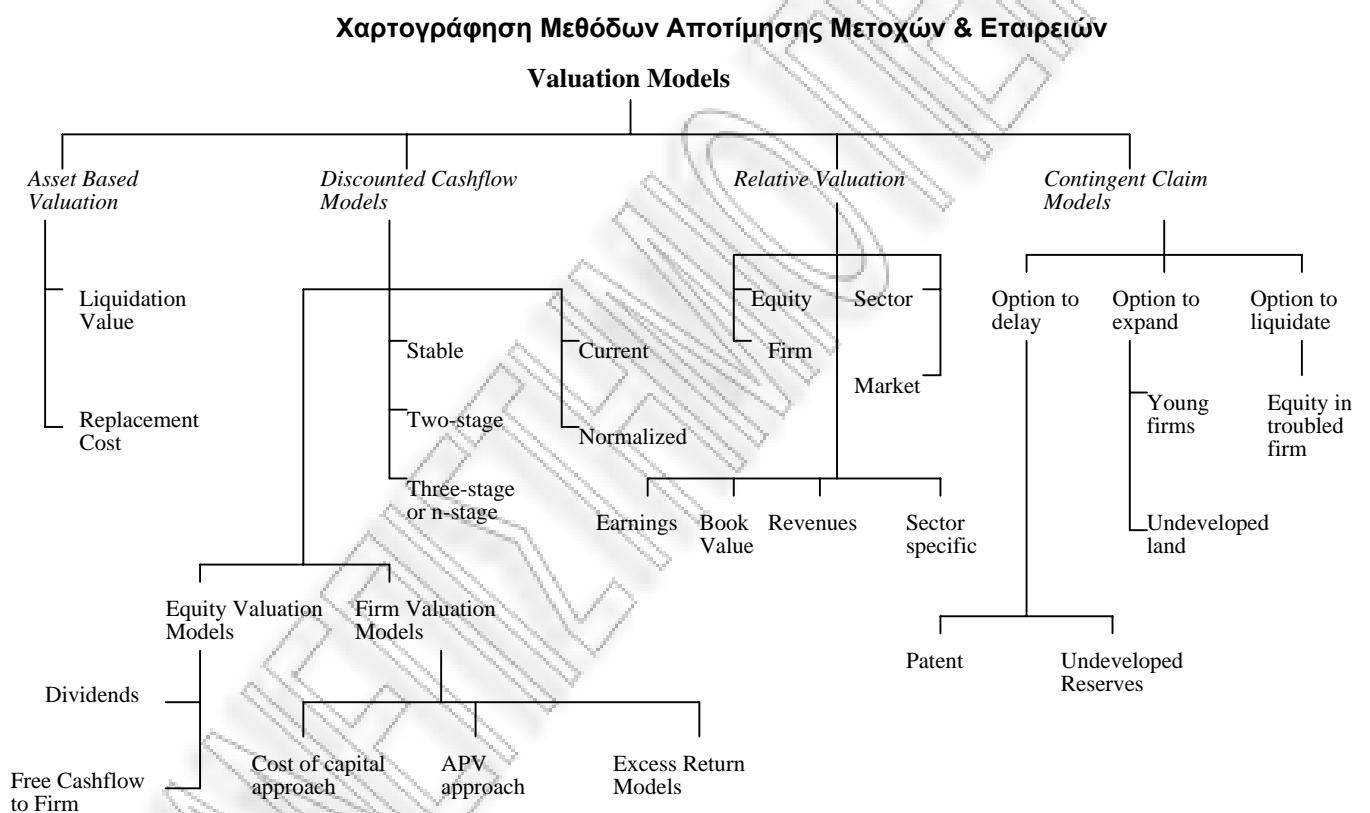 Χαρτογράφηση Μεθόδων Αποτίμησης Μετοχών & Εταιρειών
Valuation Models
Asset Based
Valuation
Discounted Cashflow
Models
Relative Valuation
Contingent Claim
Models
Liquidation
Value
Replacement
Cost
Stable
Two-stage
Three-stage
or n-stage
Current
Normalized
Equity
Firm
Sector
Market
Option to
delay
Option to
expand
Option to
liquidate
Young
firms
Undeveloped
land
Equity in
troubled
firm
Earnings
Book
Value
Revenues
Sector
specific
Patent
Undeveloped
Reserves
Equity Valuation
Models
Firm Valuation
Models
Dividends
Free Cashflow
to Firm
Cost of capital
approach
APV
approach
Excess Return
Models